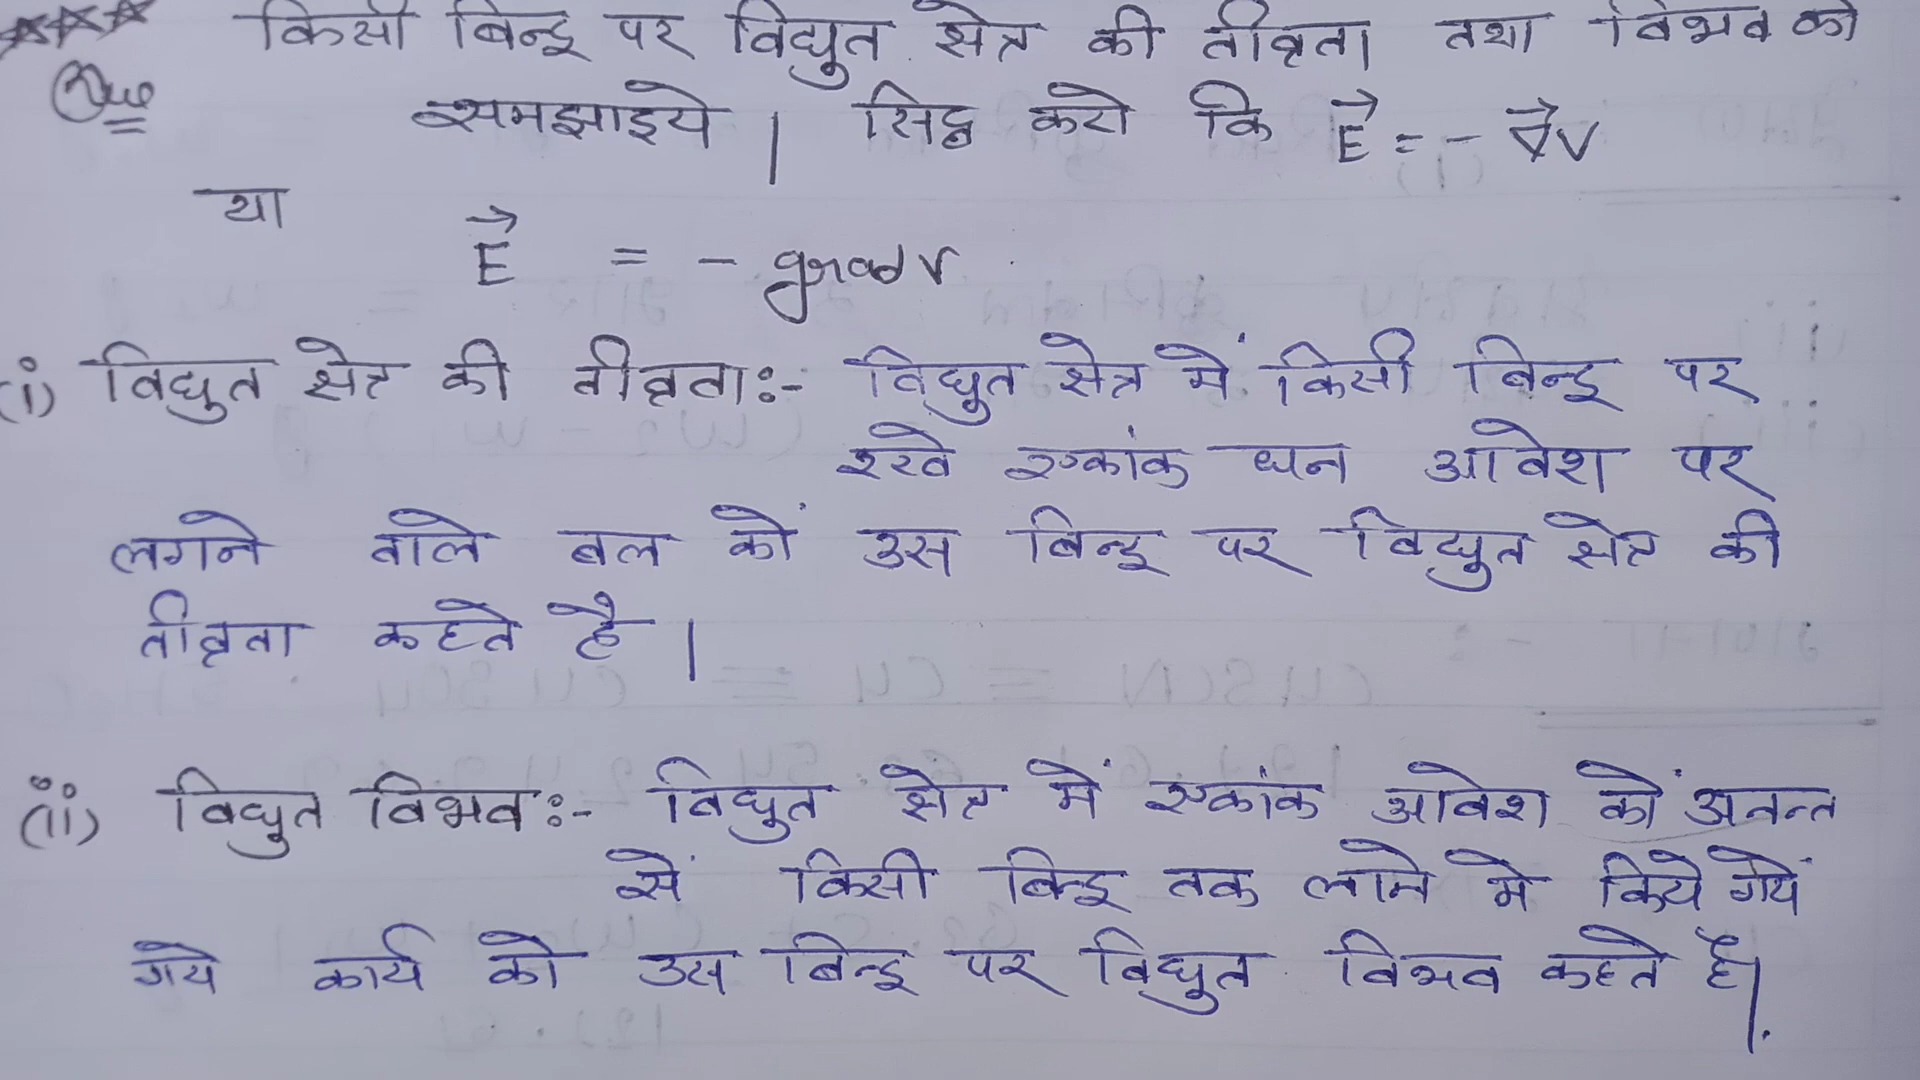 किसी बिन्दु पर विद्युत क्षेत्र की तीव्रता तथा विभव को
Que समझाइये | सिद्ध करो कि E⃗ = - ∇⃗V
या E⃗ = - grad V
(i) विद्युत क्षेत्र की तीव्रता:- विद्युत क्षेत्र में किसी बिन्दु पर
रखे एकांक धन आवेश पर
लगने वाले बल कों उस बिन्दु पर विद्युत क्षेत्र की
तीव्रता कहते है |
(ii) विद्युत विभव:- विद्युत क्षेत्र में एकांक आवेश कों अनन्त
सें किसी बिन्दु तक लाने मे किये गयें
गये कार्य को उस बिन्दु पर विद्युत विभव कहते है|.